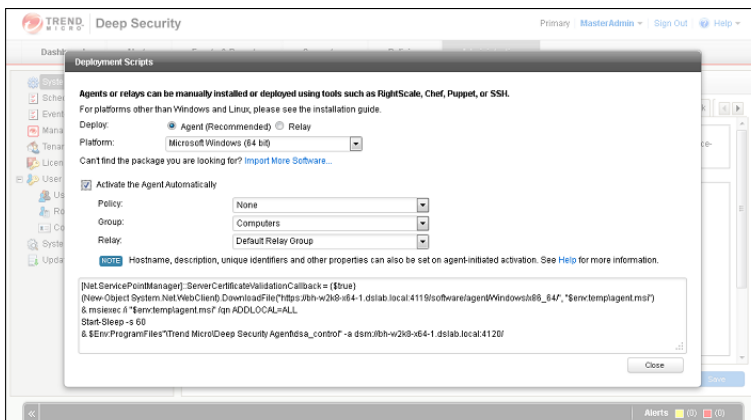 TREND MICRO Deep Security
Primary MasterAdmin Sign Out Help
Deployment Scripts
Agents or relays can be manually installed or deployed using tools such as RightScale, Chef, Puppet, or SSH.
For platforms other than Windows and Linux, please see the installation guide.
Deploy: Agent (Recommended) Relay
Platform: Microsoft Windows (64 bit)
Can't find the package you are looking for? Import More Software...
Activate the Agent Automatically
Policy: None
Group: Computers
Relay: Default Relay Group
NOTE Hostname, description, unique identifiers and other properties can also be set on agent-initiated activation. See Help for more information.
[Net.ServicePointManager]::ServerCertificateValidationCallback = {$true}
(New-Object System.Net.WebClient).DownloadFile("https://bh-w2k8-x64-1.dslab.local:4119/software/agent/Windows/x86_64/", "$env:temp\agent.msi")
& msiexec /i "$env:temp\agent.msi" /qn ADDLOCAL=ALL
Start-Sleep -s 60
& $Env:ProgramFiles"\Trend Micro\Deep Security Agent\dsa_control" -a dsm://bh-w2k8-x64-1.dslab.local:4120/
Close
Save
Alerts (0) (0)